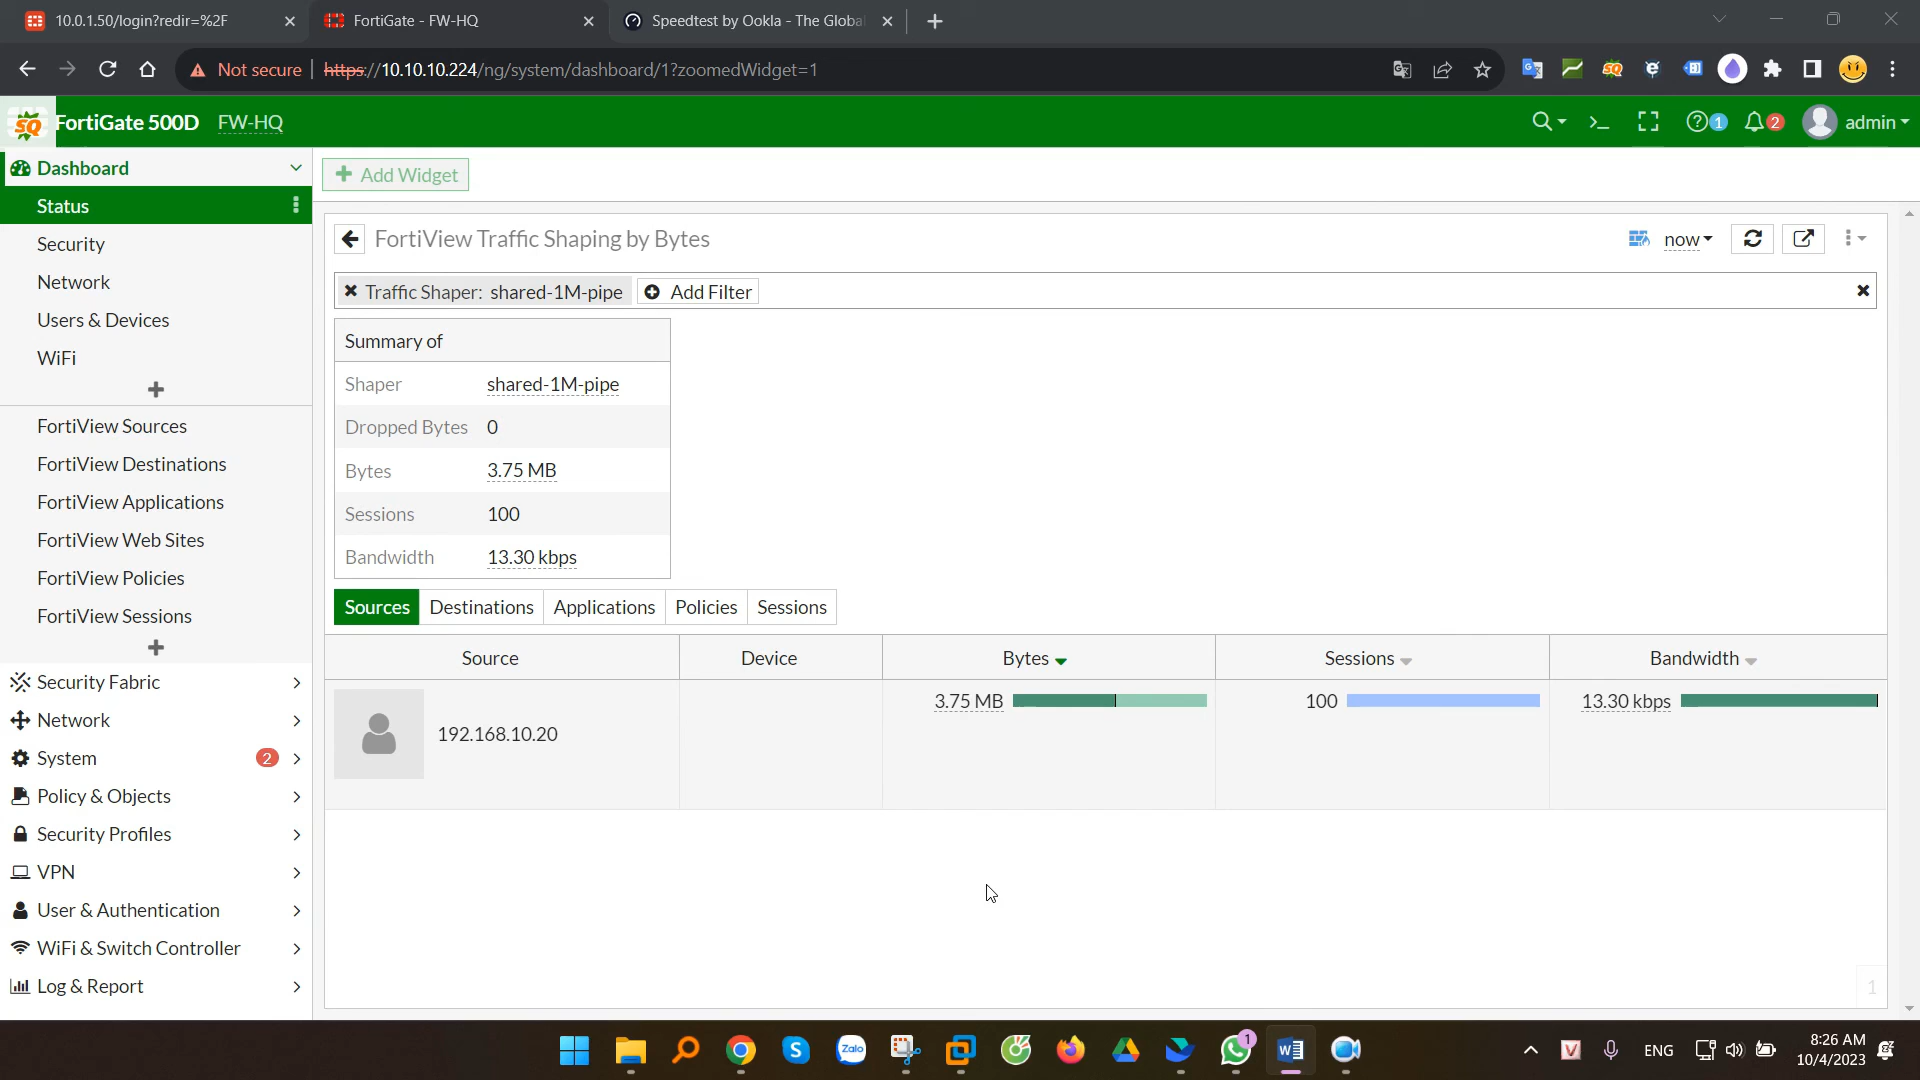 10.0.1.50/login?redir=%2F
FortiGate - FW-HQ
Speedtest by Ookla - The Global
Not secure
https://10.10.10.224/ng/system/dashboard/1?zoomedWidget=1
SQ
FortiGate 500D
FW-HQ
1
2
admin
Dashboard
Status
Security
Network
Users & Devices
WiFi
FortiView Sources
FortiView Destinations
FortiView Applications
FortiView Web Sites
FortiView Policies
FortiView Sessions
Security Fabric
Network
System
2
Policy & Objects
Security Profiles
VPN
User & Authentication
WiFi & Switch Controller
Log & Report
Add Widget
FortiView Traffic Shaping by Bytes
now
Traffic Shaper: shared-1M-pipe
Add Filter
Summary of
Shaper shared-1M-pipe
Dropped Bytes 0
Bytes 3.75 MB
Sessions 100
Bandwidth 13.30 kbps
Sources Destinations Applications Policies Sessions
Source Device Bytes Sessions Bandwidth
192.168.10.20 3.75 MB 100 13.30 kbps
1
Zalo
1
ENG
8:26 AM
10/4/2023